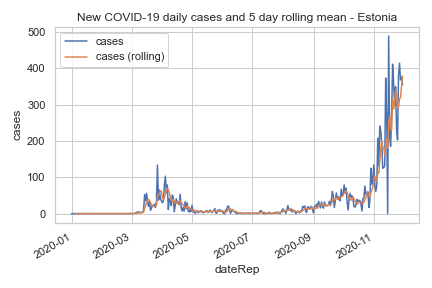 New COVID-19 daily cases and 5 day rolling mean - Estonia
cases
cases (rolling)
500
400
300
200
100
0
cases
2020-01
2020-03
2020-05
2020-07
2020-09
2020-11
dateRep